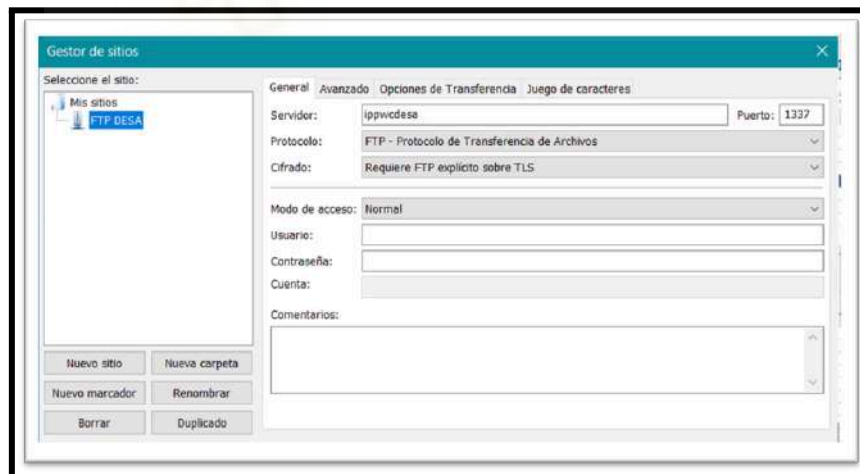 Gestor de sitios
Seleccione el sitio:
Mis sitios
FTP DESA
Nuevo sitio Nueva carpeta
Nuevo marcador Renombrar
Borrar Duplicado
General Avanzado Opciones de Transferencia Juego de caracteres
Servidor: ippwcdesa Puerto: 1337
Protocolo: FTP - Protocolo de Transferencia de Archivos
Cifrado: Requiere FTP explícito sobre TLS
Modo de acceso: Normal
Usuario:
Contraseña:
Cuenta:
Comentarios: